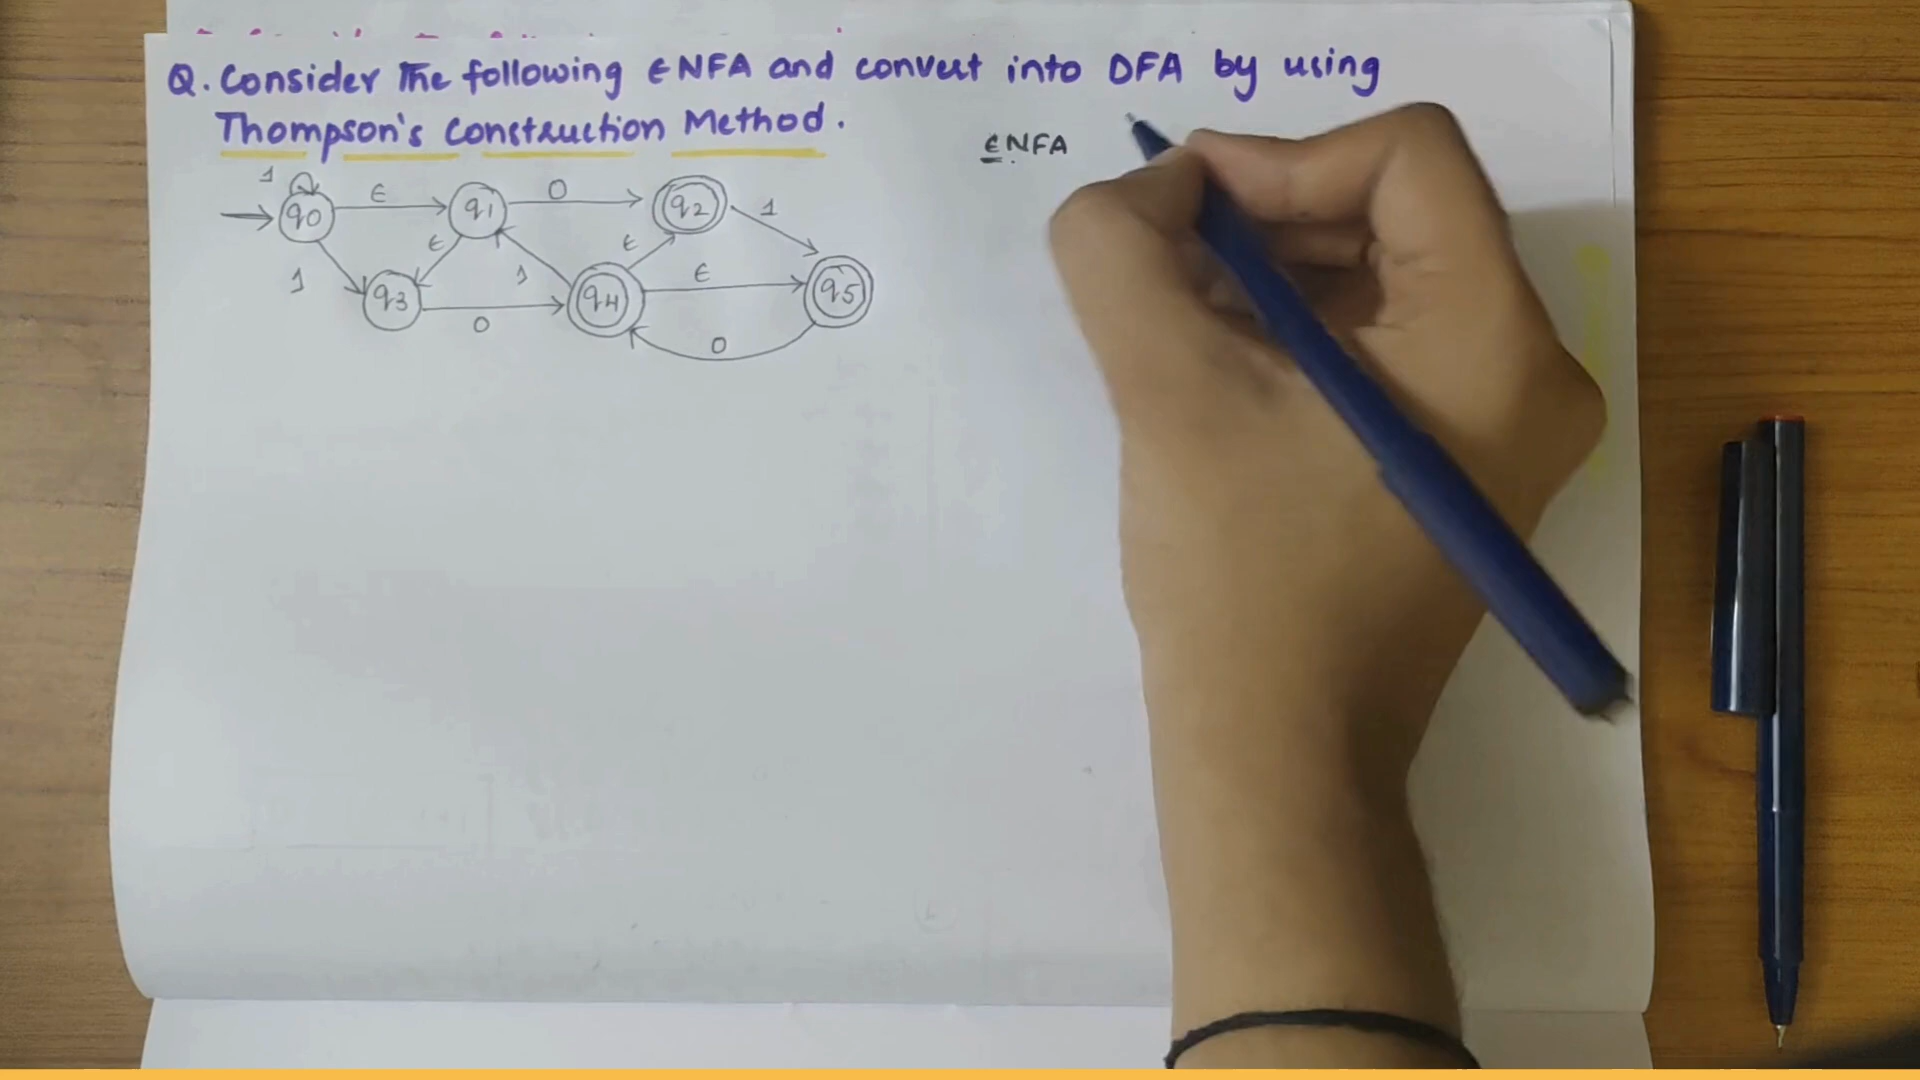 Q. Consider The following ϵNFA and convert into DFA by using
Thompson's Construction Method.
ϵNFA
1
q0
ϵ
q1
0
q2
1
ϵ
ϵ
1
1
q3
0
q4
ϵ
q5
0